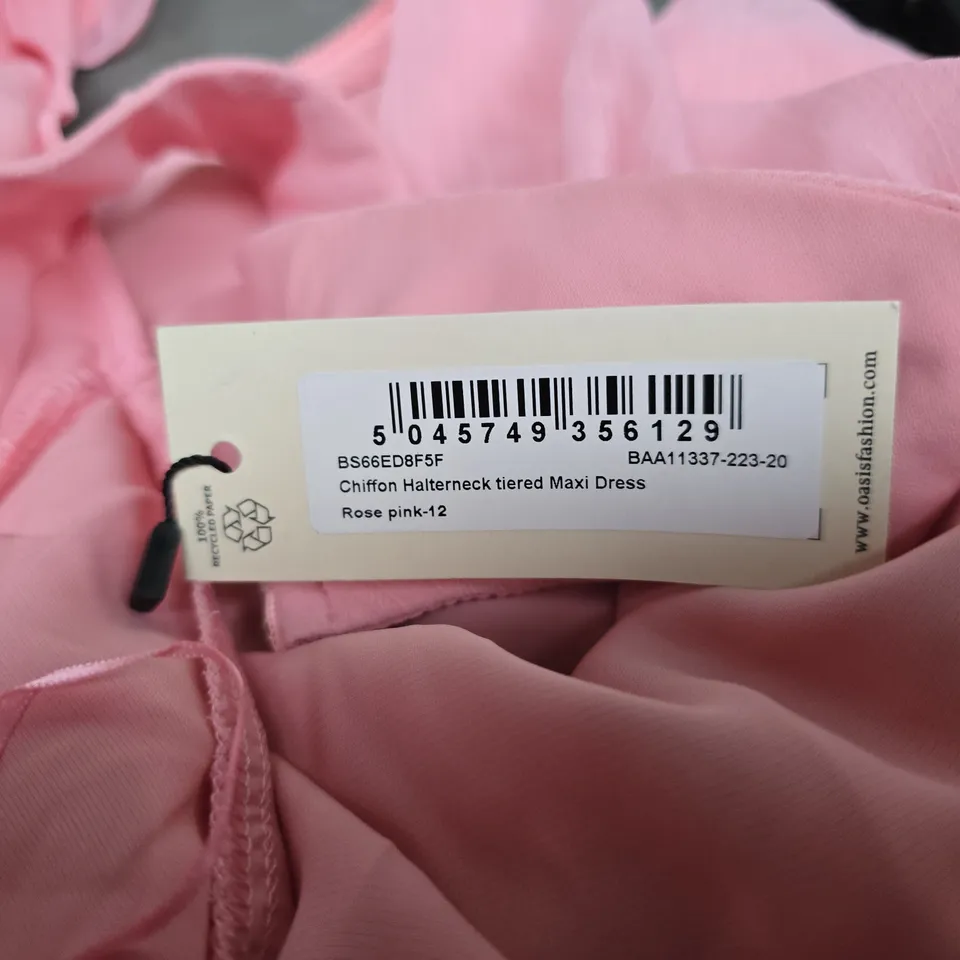 5 045749 356129
BS66ED8F5F BAA11337-223-20
Chiffon Halterneck tiered Maxi Dress
Rose pink-12
100%
RECYCLED PAPER
www.oasisfashion.com